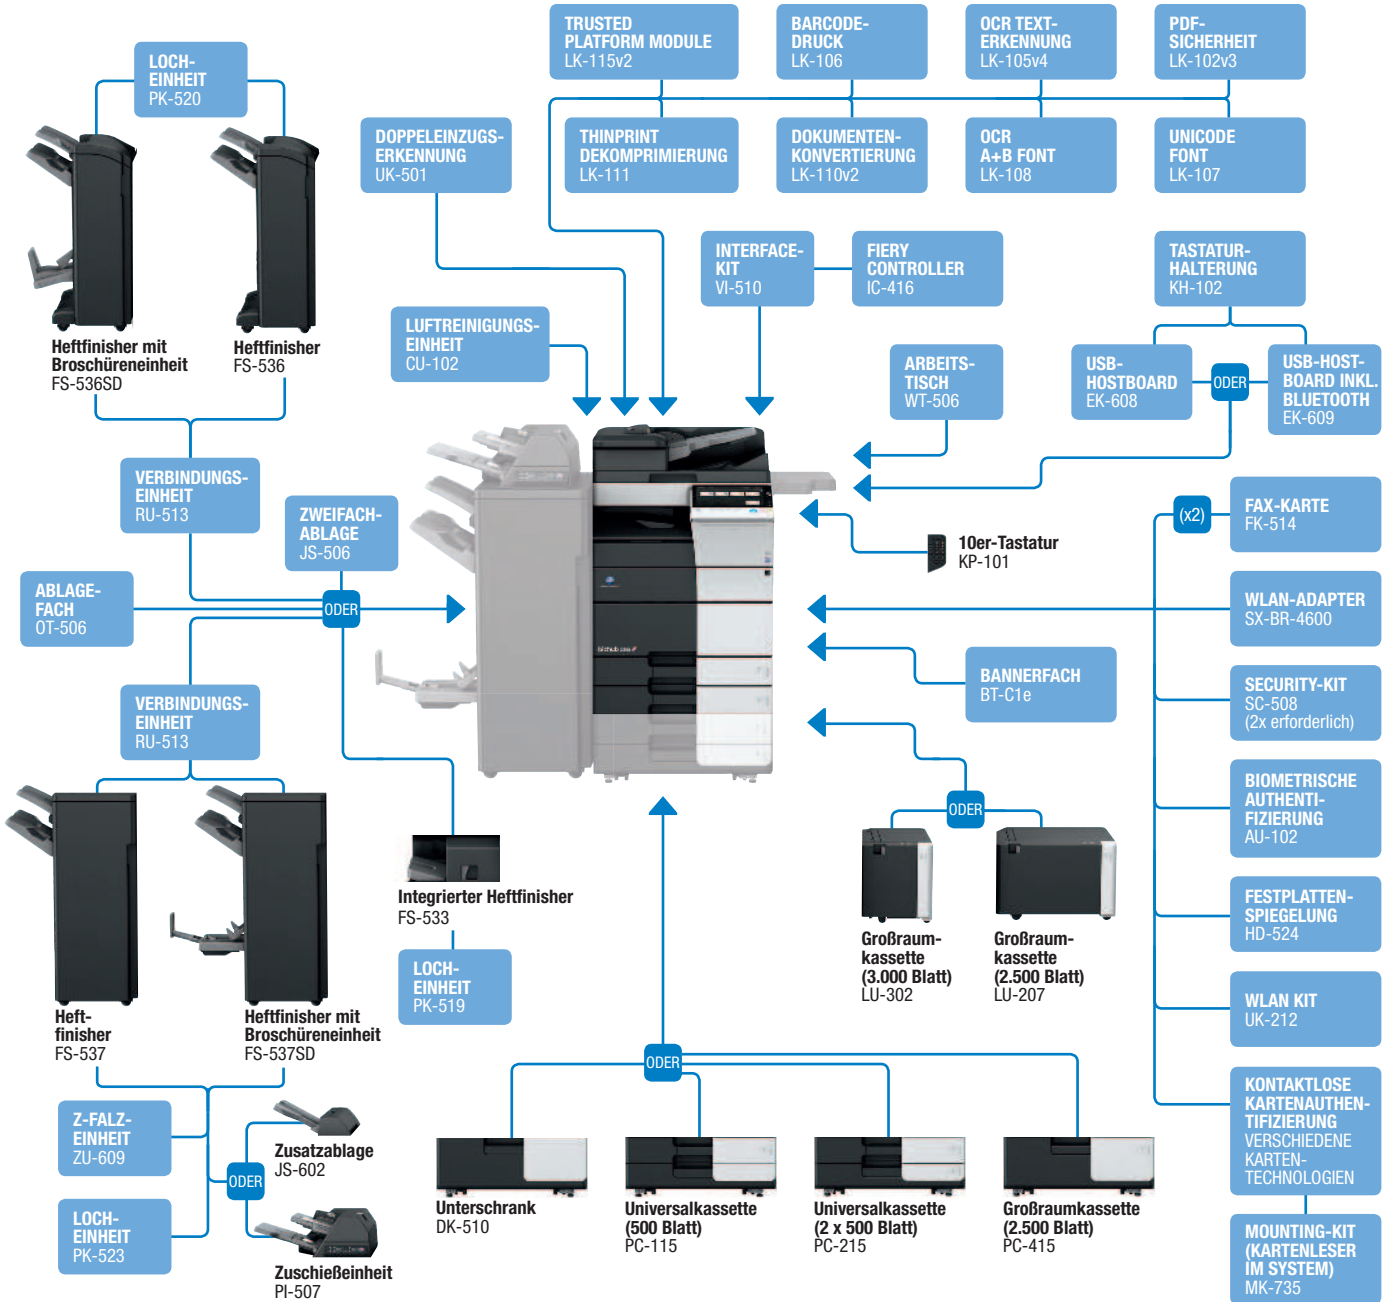 TRUSTED
PLATFORM MODULE
LK-115v2
BARCODE-
DRUCK
LK-106
OCR TEXT-
ERKENNUNG
LK-105v4
PDF-
SICHERHEIT
LK-102v3
LOCH-
EINHEIT
PK-520
DOPPELEINZUGS-
ERKENNUNG
UK-501
THINPRINT
DEKOMPRIMIERUNG
LK-111
DOKUMENTEN-
KONVERTIERUNG
LK-110v2
OCR
A+B FONT
LK-108
UNICODE
FONT
LK-107
INTERFACE-
KIT
VI-510
FIERY
CONTROLLER
IC-416
TASTATUR-
HALTERUNG
KH-102
LUFTREINIGUNGS-
EINHEIT
CU-102
Heftfinisher mit
Broschüreneinheit
FS-536SD
Heftfinisher
FS-536
ARBEITS-
TISCH
WT-506
USB-
HOSTBOARD
EK-608
ODER
USB-HOST-
BOARD INKL.
BLUETOOTH
EK-609
VERBINDUNGS-
EINHEIT
RU-513
ZWEIFACH-
ABLAGE
JS-506
10er-Tastatur
KP-101
(x2)
FAX-KARTE
FK-514
ABLAGE-
FACH
OT-506
ODER
WLAN-ADAPTER
SX-BR-4600
BANNERFACH
BT-C1e
SECURITY-KIT
SC-508
(2x erforderlich)
VERBINDUNGS-
EINHEIT
RU-513
BIOMETRISCHE
AUTHENTI-
FIZIERUNG
AU-102
ODER
Integrierter Heftfinisher
FS-533
LOCH-
EINHEIT
PK-519
Großraum-
kassette
(3.000 Blatt)
LU-302
Großraum-
kassette
(2.500 Blatt)
LU-207
FESTPLATTEN-
SPIEGELUNG
HD-524
WLAN KIT
UK-212
Heft-
finisher
FS-537
Heftfinisher mit
Broschüreneinheit
FS-537SD
ODER
KONTAKTLOSE
KARTENAUTHEN-
TIFIZIERUNG
VERSCHIEDENE
KARTEN-
TECHNOLOGIEN
Z-FALZ-
EINHEIT
ZU-609
Zusatzablage
JS-602
ODER
LOCH-
EINHEIT
PK-523
Zuschießeinheit
PI-507
Unterschrank
DK-510
Universalkassette
(500 Blatt)
PC-115
Universalkassette
(2 x 500 Blatt)
PC-215
Großraumkassette
(2.500 Blatt)
PC-415
MOUNTING-KIT
(KARTENLESER
IM SYSTEM)
MK-735